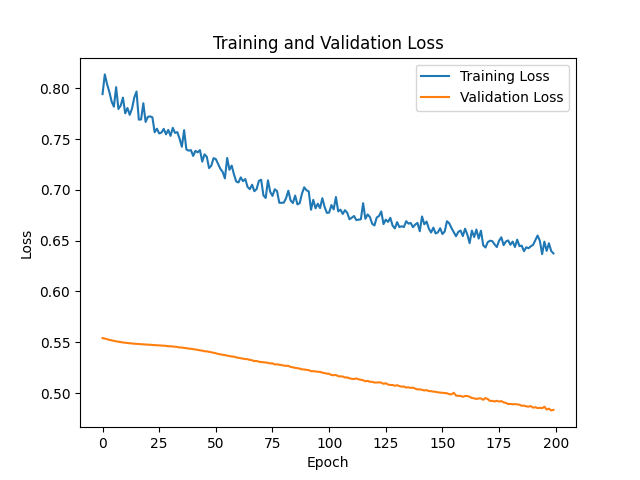 Training and Validation Loss
Training Loss
Validation Loss
0.80
0.75
0.70
0.65
0.60
0.55
0.50
Loss
0 25 50 75 100 125 150 175 200
Epoch